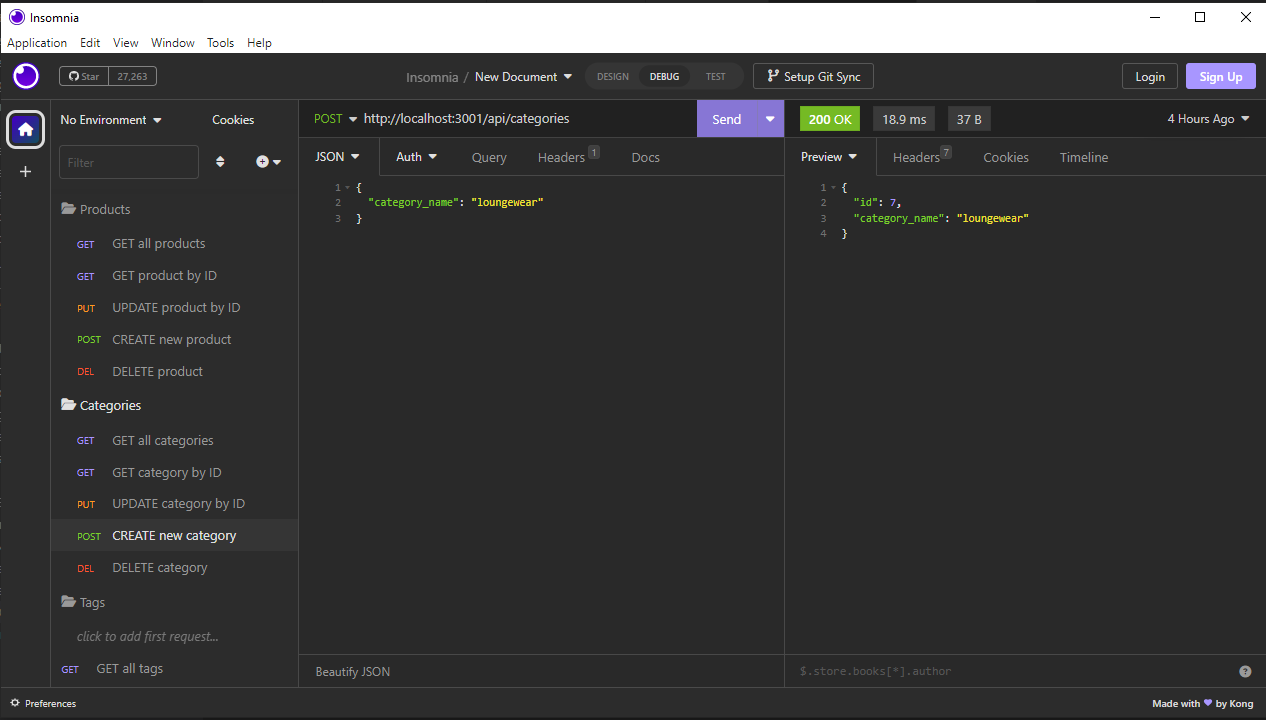 Insomnia
Application Edit View Window Tools Help
Star 27,263
Insomnia / New Document
DESIGN DEBUG TEST
Setup Git Sync
Login Sign Up
No Environment Cookies
Filter
Products
GET GET all products
GET GET product by ID
PUT UPDATE product by ID
POST CREATE new product
DEL DELETE product
Categories
GET GET all categories
GET GET category by ID
PUT UPDATE category by ID
POST CREATE new category
DEL DELETE category
Tags
click to add first request...
GET GET all tags
POST http://localhost:3001/api/categories Send
JSON Auth Query Headers 1 Docs
1 {
2 "category_name": "loungewear"
3 }
Beautify JSON
200 OK 18.9 ms 37 B 4 Hours Ago
Preview Headers 7 Cookies Timeline
1 {
2 "id": 7,
3 "category_name": "loungewear"
4 }
$.store.books[*].author ?
Preferences
Made with by Kong